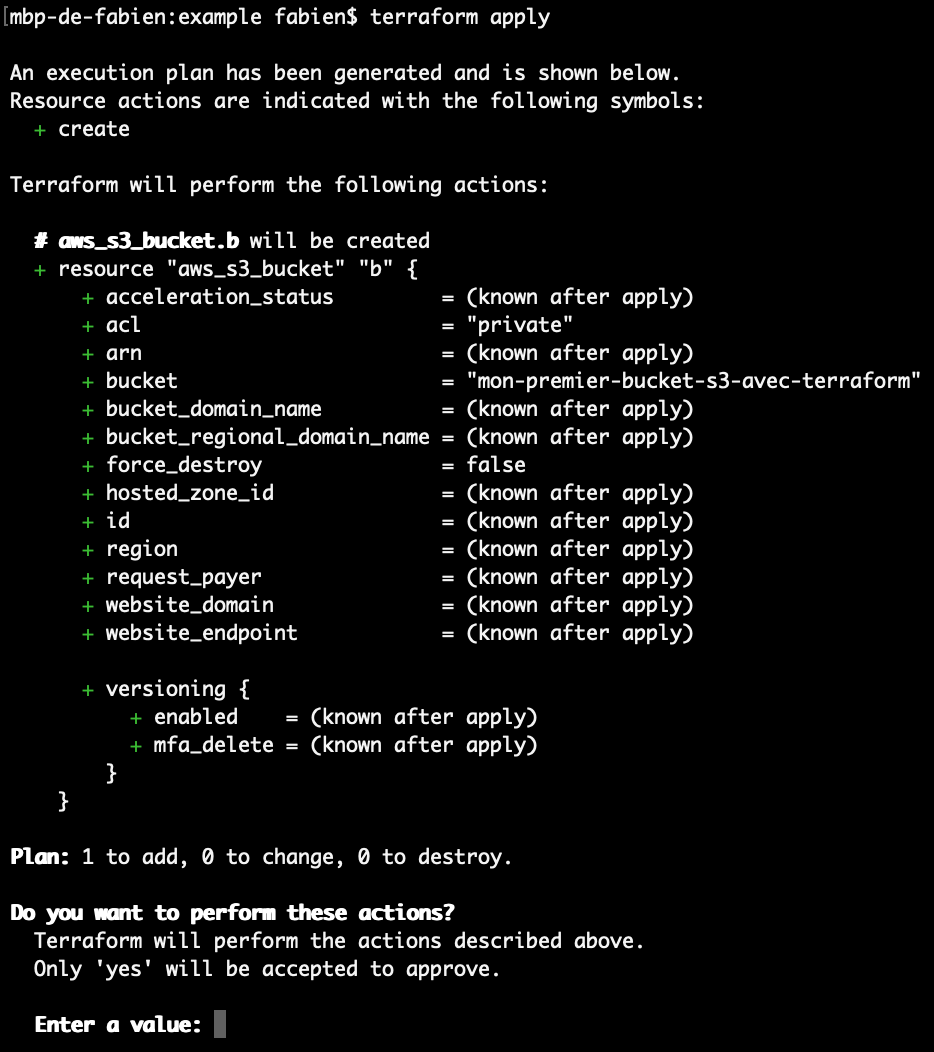 [mbp-de-fabien:example fabien$ terraform apply
An execution plan has been generated and is shown below.
Resource actions are indicated with the following symbols:
  + create
Terraform will perform the following actions:
  # aws_s3_bucket.b will be created
  + resource "aws_s3_bucket" "b" {
      + acceleration_status         = (known after apply)
      + acl                         = "private"
      + arn                         = (known after apply)
      + bucket                      = "mon-premier-bucket-s3-avec-terraform"
      + bucket_domain_name          = (known after apply)
      + bucket_regional_domain_name = (known after apply)
      + force_destroy               = false
      + hosted_zone_id              = (known after apply)
      + id                          = (known after apply)
      + region                      = (known after apply)
      + request_payer               = (known after apply)
      + website_domain              = (known after apply)
      + website_endpoint            = (known after apply)
      + versioning {
          + enabled    = (known after apply)
          + mfa_delete = (known after apply)
        }
    }
Plan: 1 to add, 0 to change, 0 to destroy.
Do you want to perform these actions?
  Terraform will perform the actions described above.
  Only 'yes' will be accepted to approve.
  Enter a value: